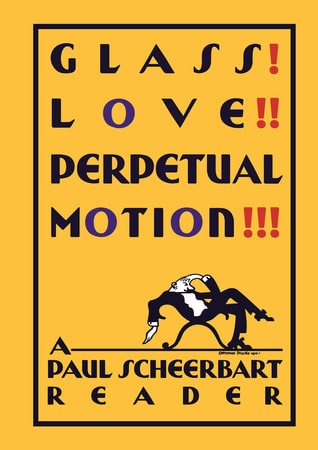 GLASS!
LOVE!!
PERPETUAL
MOTION!!!
A
PAUL SCHEERBART
READER